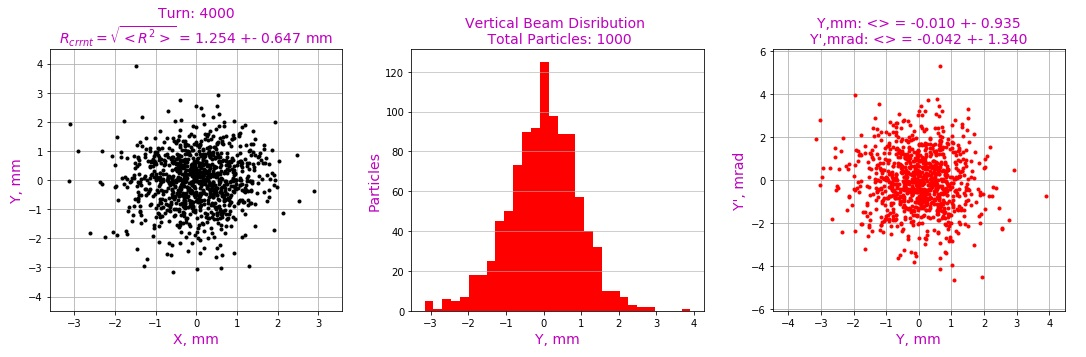 Turn: 4000
R_crrnt = √<R²> = 1.254 +- 0.647 mm
4
3
2
1
0
−1
−2
−3
−4
Y, mm
−3 −2 −1 0 1 2 3
X, mm
Vertical Beam Disribution
Total Particles: 1000
120
100
80
60
40
20
0
Particles
−3 −2 −1 0 1 2 3 4
Y, mm
Y,mm: <> = -0.010 +- 0.935
Y',mrad: <> = -0.042 +- 1.340
6
4
2
0
−2
−4
−6
Y', mrad
−4 −3 −2 −1 0 1 2 3 4
Y, mm